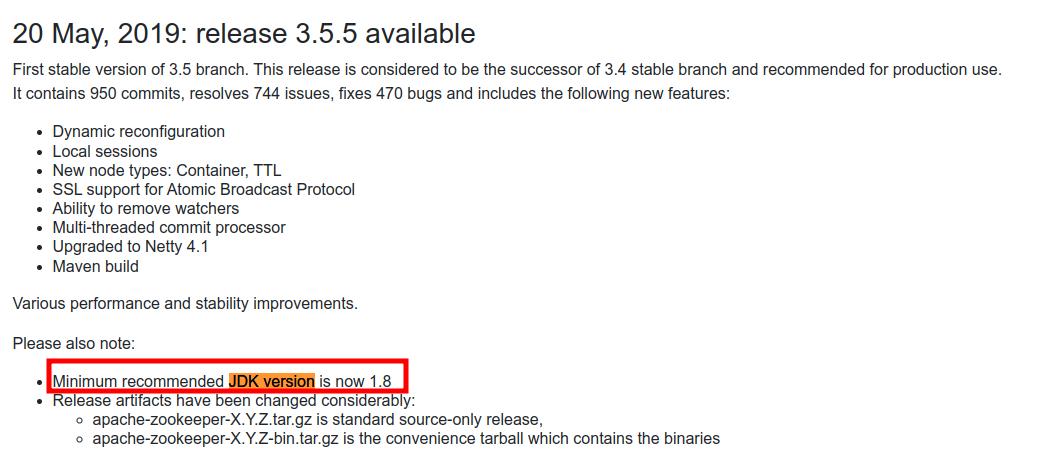 20 May, 2019: release 3.5.5 available
First stable version of 3.5 branch. This release is considered to be the successor of 3.4 stable branch and recommended for production use.
It contains 950 commits, resolves 744 issues, fixes 470 bugs and includes the following new features:
Dynamic reconfiguration
Local sessions
New node types: Container, TTL
SSL support for Atomic Broadcast Protocol
Ability to remove watchers
Multi-threaded commit processor
Upgraded to Netty 4.1
Maven build
Various performance and stability improvements.
Please also note:
Minimum recommended JDK version is now 1.8
Release artifacts have been changed considerably:
apache-zookeeper-X.Y.Z.tar.gz is standard source-only release,
apache-zookeeper-X.Y.Z-bin.tar.gz is the convenience tarball which contains the binaries